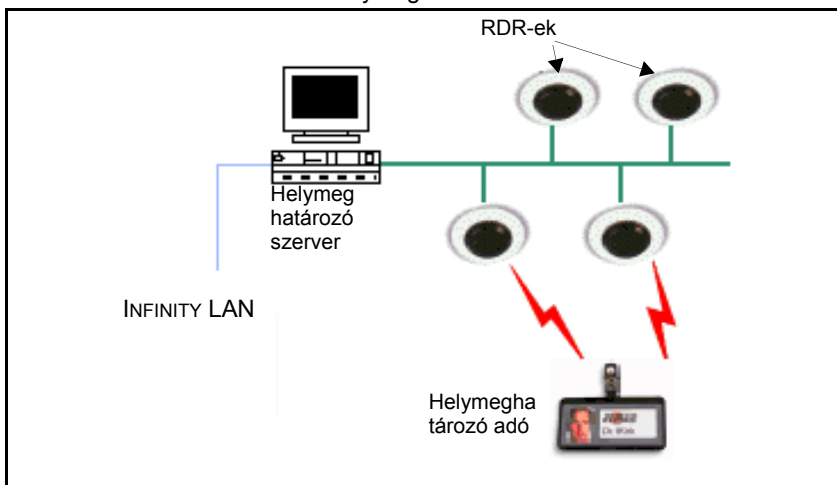 RDR-ek
Helymeg
határozó
szerver
INFINITY LAN
Helymegha
tározó adó